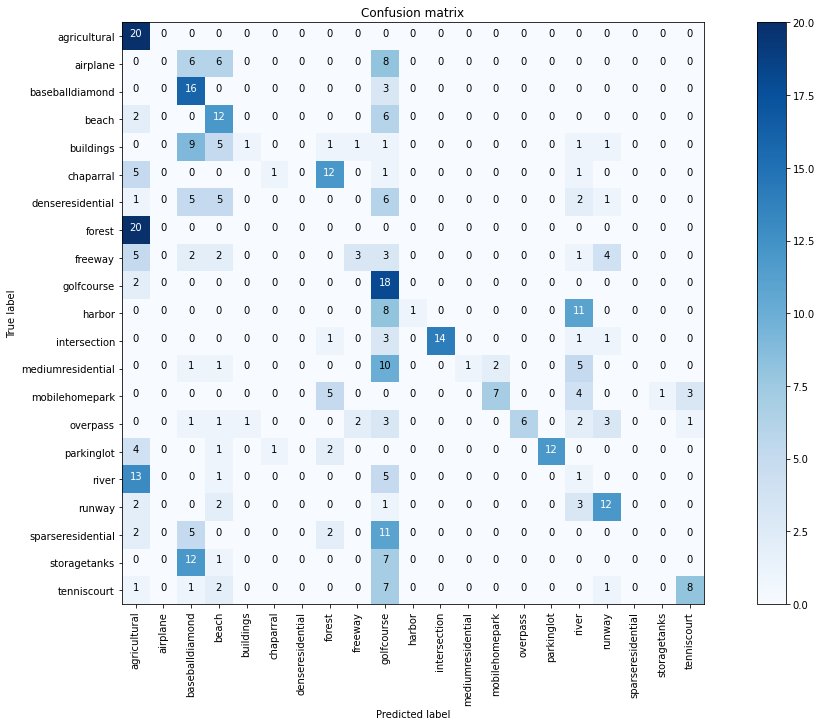 Confusion matrix
True label
agricultural 20 0 0 0 0 0 0 0 0 0 0 0 0 0 0 0 0 0 0 0 0
airplane 0 0 6 6 0 0 0 0 0 8 0 0 0 0 0 0 0 0 0 0 0
baseballdiamond 0 0 16 0 0 0 0 0 0 3 0 0 0 0 0 0 0 0 0 0 0
beach 2 0 0 12 0 0 0 0 0 6 0 0 0 0 0 0 0 0 0 0 0
buildings 0 0 9 5 1 0 0 1 1 1 0 0 0 0 0 0 1 1 0 0 0
chaparral 5 0 0 0 0 1 0 12 0 1 0 0 0 0 0 0 1 0 0 0 0
denseresidential 1 0 5 5 0 0 0 0 0 6 0 0 0 0 0 0 2 1 0 0 0
forest 20 0 0 0 0 0 0 0 0 0 0 0 0 0 0 0 0 0 0 0 0
freeway 5 0 2 2 0 0 0 0 3 3 0 0 0 0 0 0 1 4 0 0 0
golfcourse 2 0 0 0 0 0 0 0 0 18 0 0 0 0 0 0 0 0 0 0 0
harbor 0 0 0 0 0 0 0 0 0 8 1 0 0 0 0 0 11 0 0 0 0
intersection 0 0 0 0 0 0 0 1 0 3 0 14 0 0 0 0 1 1 0 0 0
mediumresidential 0 0 1 1 0 0 0 0 0 10 0 0 1 2 0 0 5 0 0 0 0
mobilehomepark 0 0 0 0 0 0 0 5 0 0 0 0 0 7 0 0 4 0 0 1 3
overpass 0 0 1 1 1 0 0 0 2 3 0 0 0 0 6 0 2 3 0 0 1
parkinglot 4 0 0 1 0 1 0 2 0 0 0 0 0 0 0 12 0 0 0 0 0
river 13 0 0 1 0 0 0 0 0 5 0 0 0 0 0 0 1 0 0 0 0
runway 2 0 0 2 0 0 0 0 0 1 0 0 0 0 0 0 3 12 0 0 0
sparseresidential 2 0 5 0 0 0 0 2 0 11 0 0 0 0 0 0 0 0 0 0 0
storagetanks 0 0 12 1 0 0 0 0 0 7 0 0 0 0 0 0 0 0 0 0 0
tenniscourt 1 0 1 2 0 0 0 0 0 7 0 0 0 0 0 0 0 1 0 0 8
agricultural
airplane
baseballdiamond
beach
buildings
chaparral
denseresidential
forest
freeway
golfcourse
harbor
intersection
mediumresidential
mobilehomepark
overpass
parkinglot
river
runway
sparseresidential
storagetanks
tenniscourt
Predicted label
20.0
17.5
15.0
12.5
10.0
7.5
5.0
2.5
0.0